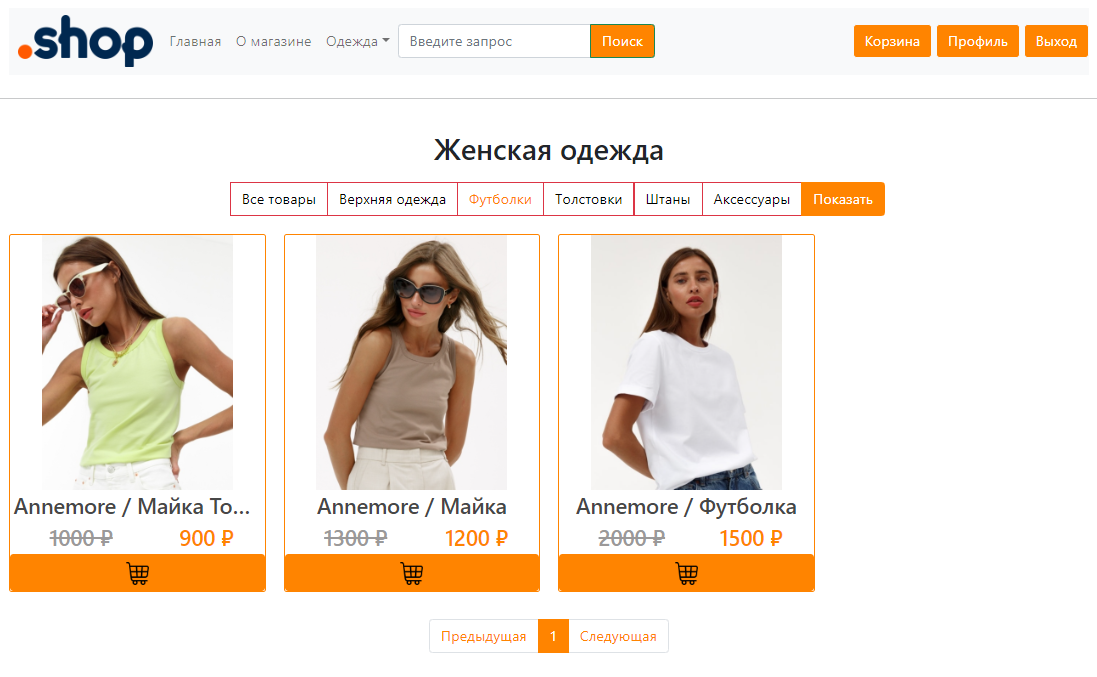 .shop Главная О магазине Одежда Введите запрос Поиск Корзина Профиль Выход
Женская одежда
Все товары Верхняя одежда Футболки Толстовки Штаны Аксессуары Показать
Annemore / Майка То... Annemore / Майка Annemore / Футболка
1000 ₽ 900 ₽ 1300 ₽ 1200 ₽ 2000 ₽ 1500 ₽
Предыдущая 1 Следующая